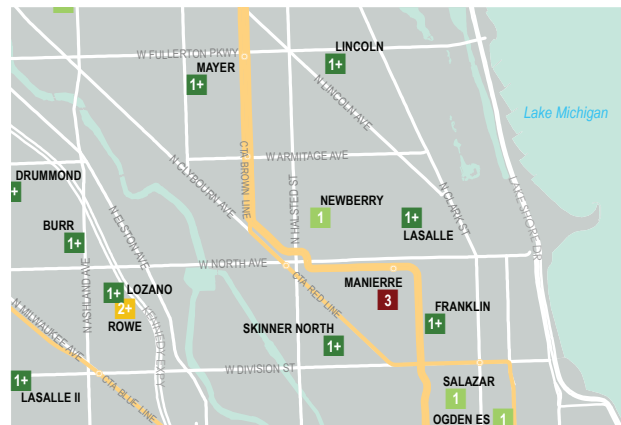 LINCOLN
W FULLERTON PKWY
1+
MAYER
1+
N LINCOLN AVE
Lake Michigan
CTA BROWN LINE
W ARMITAGE AVE
N CLYBOURN AVE
DRUMMOND
+
LAKE SHORE DR
N CLARK ST
N HALSTED ST
NEWBERRY
1
1+
LASALLE
N ELSTON AVE
BURR
1+
W NORTH AVE
N ASHLAND AVE
CTA RED LINE
MANIERRE
3
LOZANO
1+
2+
ROWE
KENNEDY EXPY
N MILWAUKEE AVE
FRANKLIN
1+
SKINNER NORTH
1+
W DIVISION ST
1+
LASALLE II
CTA BLUE LINE
SALAZAR
1
OGDEN ES
1